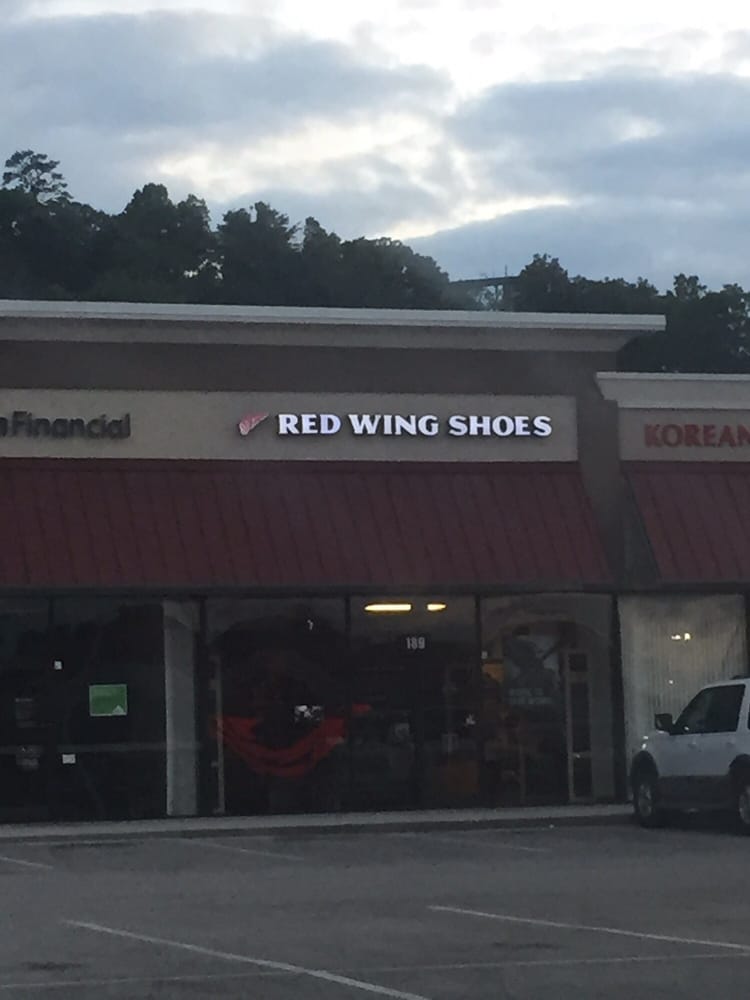 Financial
RED WING SHOES
KOREAN
189